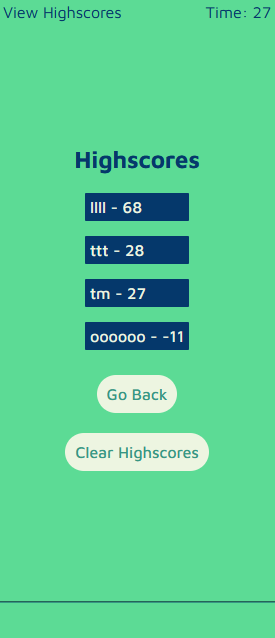 View Highscores Time: 27
Highscores
llll - 68
ttt - 28
tm - 27
oooooo - -11
Go Back
Clear Highscores